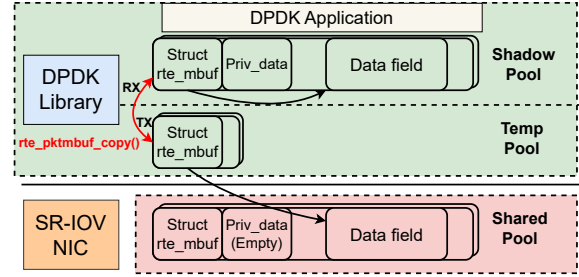 DPDK Application
Struct
rte_mbuf
Priv_data
Data field
Shadow
Pool
DPDK
Library
RX
TX
rte_pktmbuf_copy()
Struct
rte_mbuf
Temp
Pool
SR-IOV
NIC
Struct
rte_mbuf
Priv_data
(Empty)
Data field
Shared
Pool